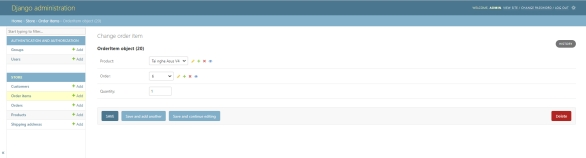 Django administration
WELCOME, ADMIN. VIEW SITE / CHANGE PASSWORD / LOG OUT
Home › Store › Order items › OrderItem object (20)
Start typing to filter...
AUTHENTICATION AND AUTHORIZATION
Groups + Add
Users + Add
STORE
Customers + Add
Order items + Add
Orders + Add
Products + Add
Shipping address + Add
«
Change order item
OrderItem object (20)
HISTORY
Product:
Tai nghe Asus V4
Order:
Quantity:
1
SAVE
Save and add another
Save and continue editing
Delete